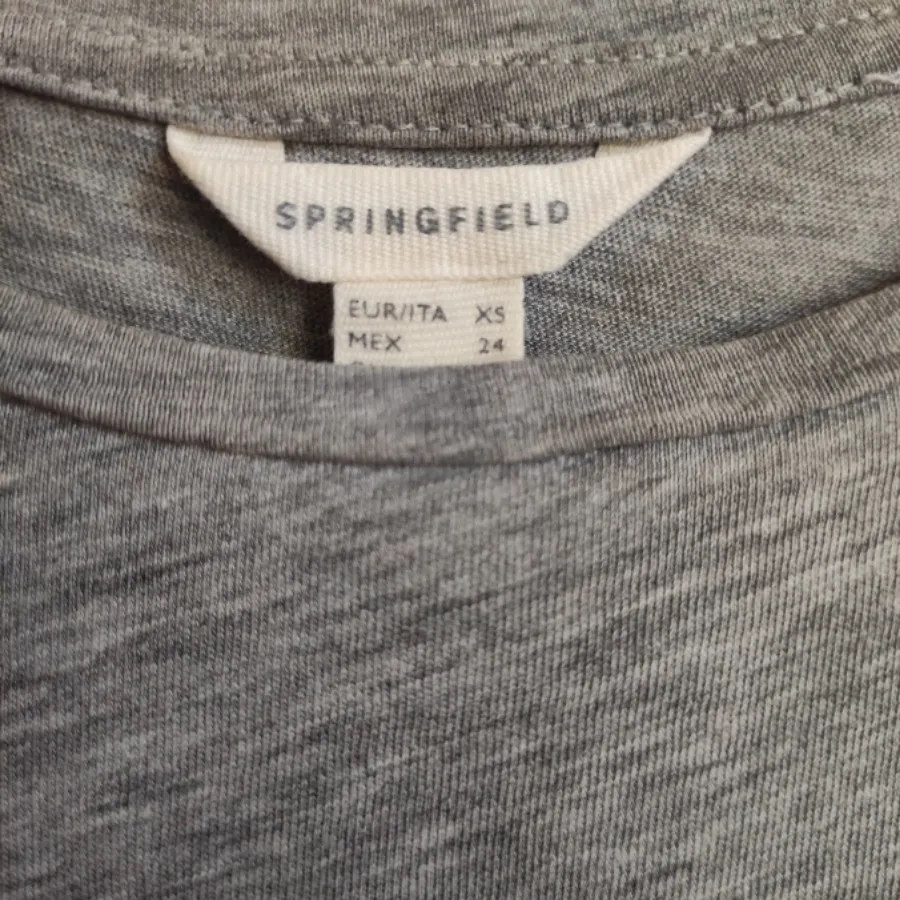 SPRINGFIELD
EUR/ITA XS
MEX 24